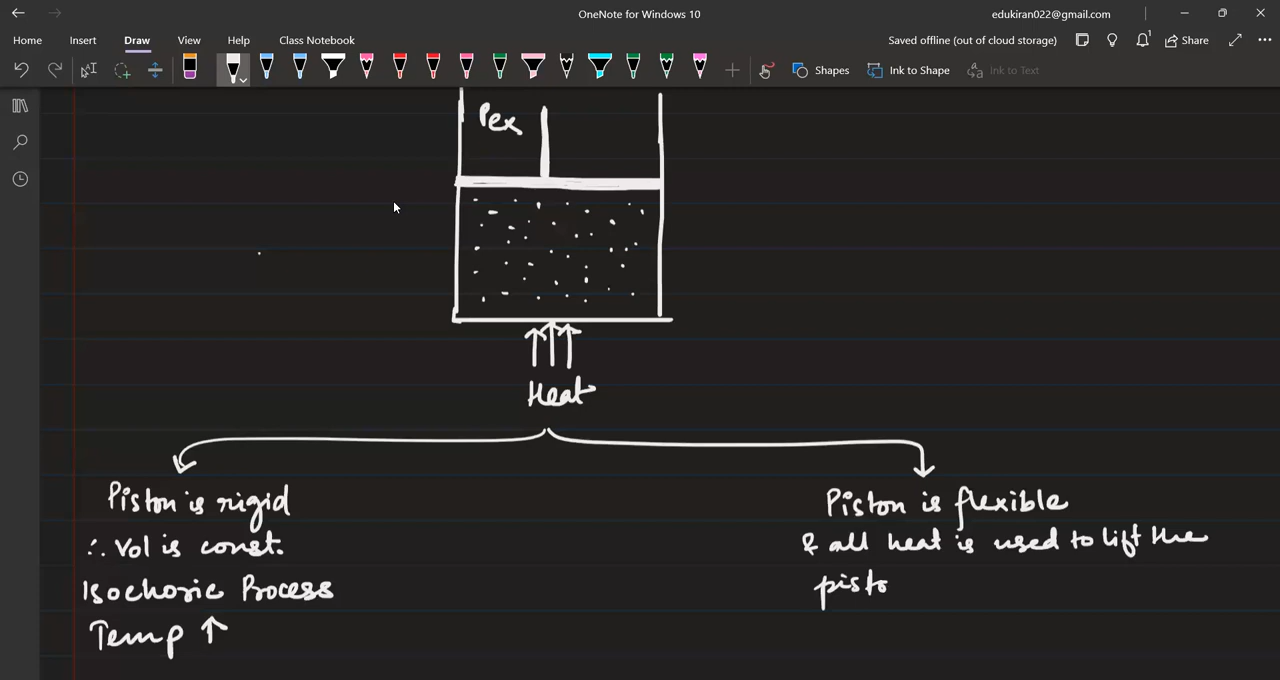 OneNote for Windows 10
edukiran022@gmail.com
Home Insert Draw View Help Class Notebook
Saved offline (out of cloud storage) Share
Shapes Ink to Shape Ink to Text
Pex
Heat
Piston is rigid
∴ Vol is const.
Isochoric Process
Temp ↑
Piston is flexible
& all heat is used to lift the
pisto